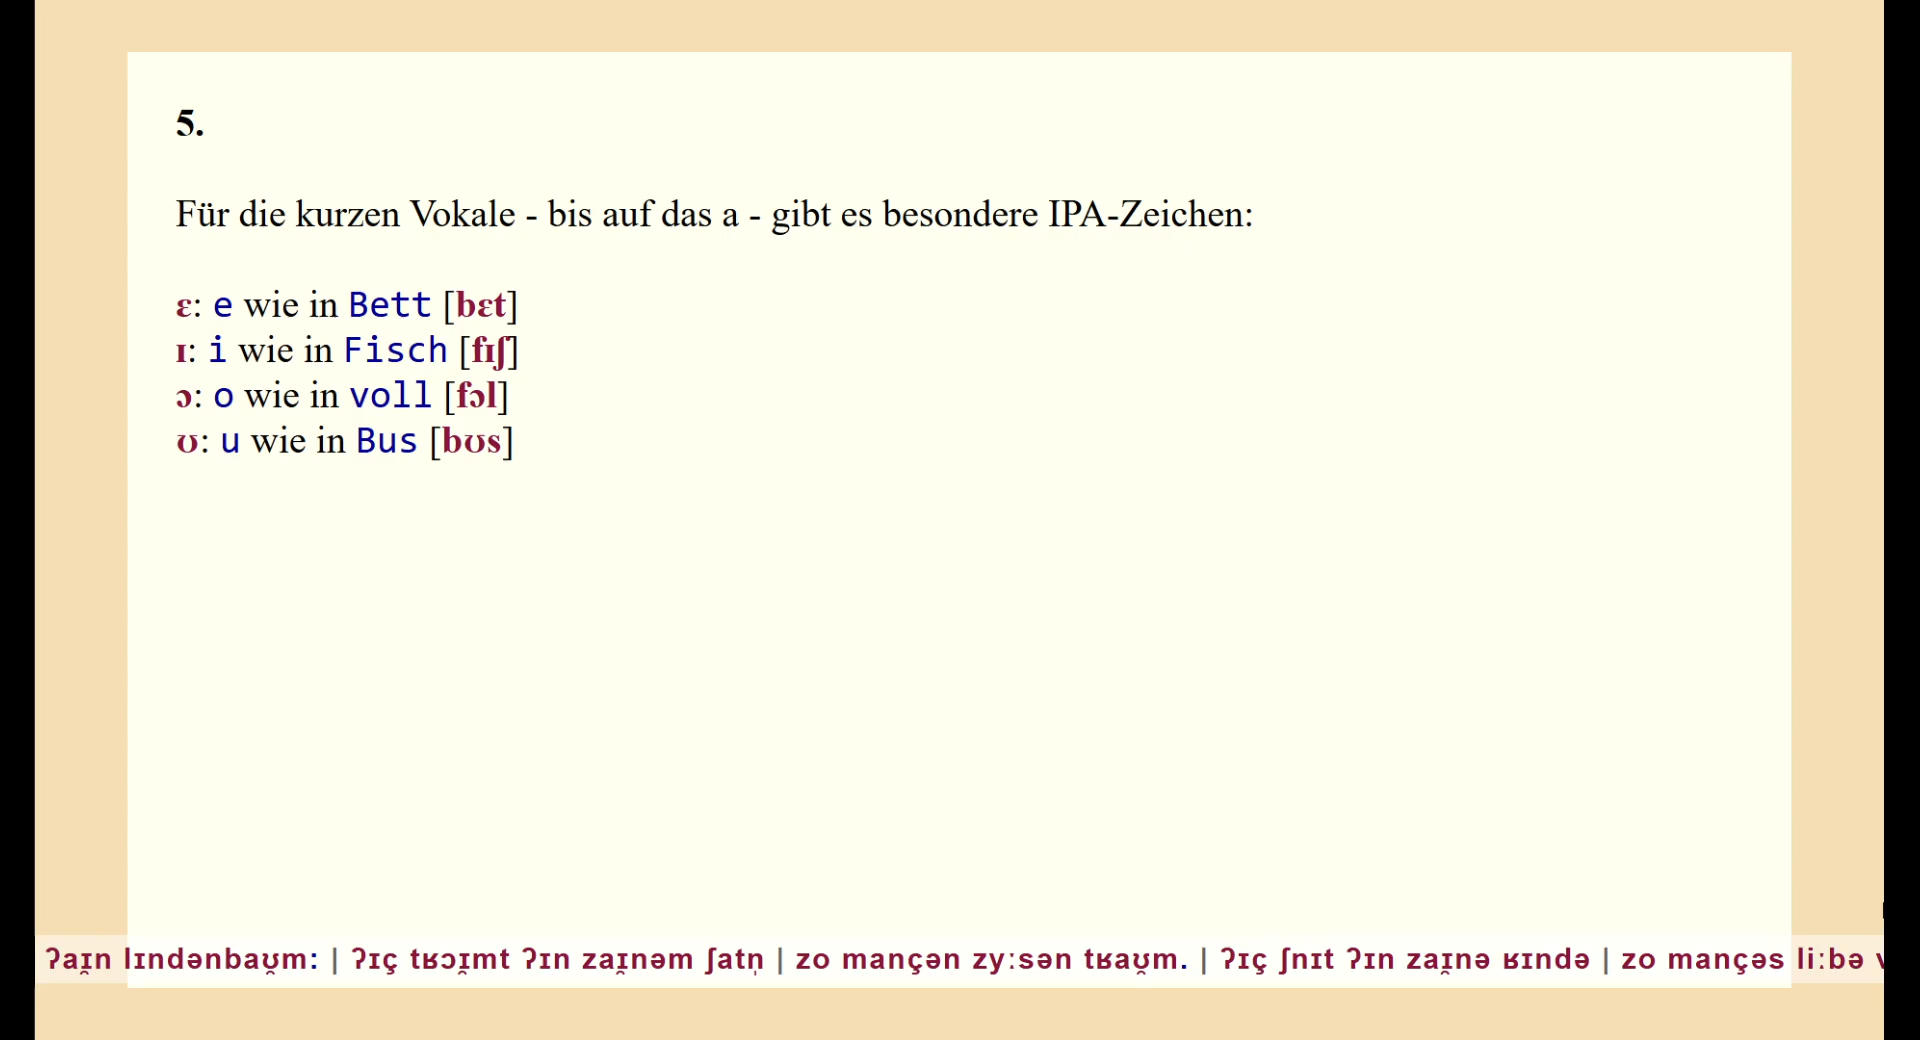 5.
Für die kurzen Vokale - bis auf das a - gibt es besondere IPA-Zeichen:
ɛ: e wie in Bett [bɛt]
ɪ: i wie in Fisch [fɪʃ]
ɔ: o wie in voll [fɔl]
ʊ: u wie in Bus [bʊs]
ʔaɪ̯n lɪndənbaʊ̯m: | ʔɪç tʁɔɪ̯mt ʔɪn zaɪ̯nəm ʃatn̩ | zo mançən zyːsən tʁaʊ̯m. | ʔɪç ʃnɪt ʔɪn zaɪ̯nə ʁɪndə | zo mançəs liːbə